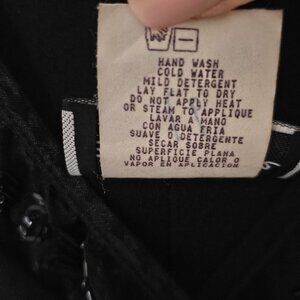 HAND WASH
COLD WATER
MILD DETERGENT
LAY FLAT TO DRY
DO NOT APPLY HEAT
OR STEAM TO APPLIQUE
LAVAR A MANO
CON AGUA FRIA
SUAVE O DETERGENTE
SECAR SOBRE
SUPERFICIE PLANA
NO APLIQUE CALOR O
VAPOR EN APLICACION